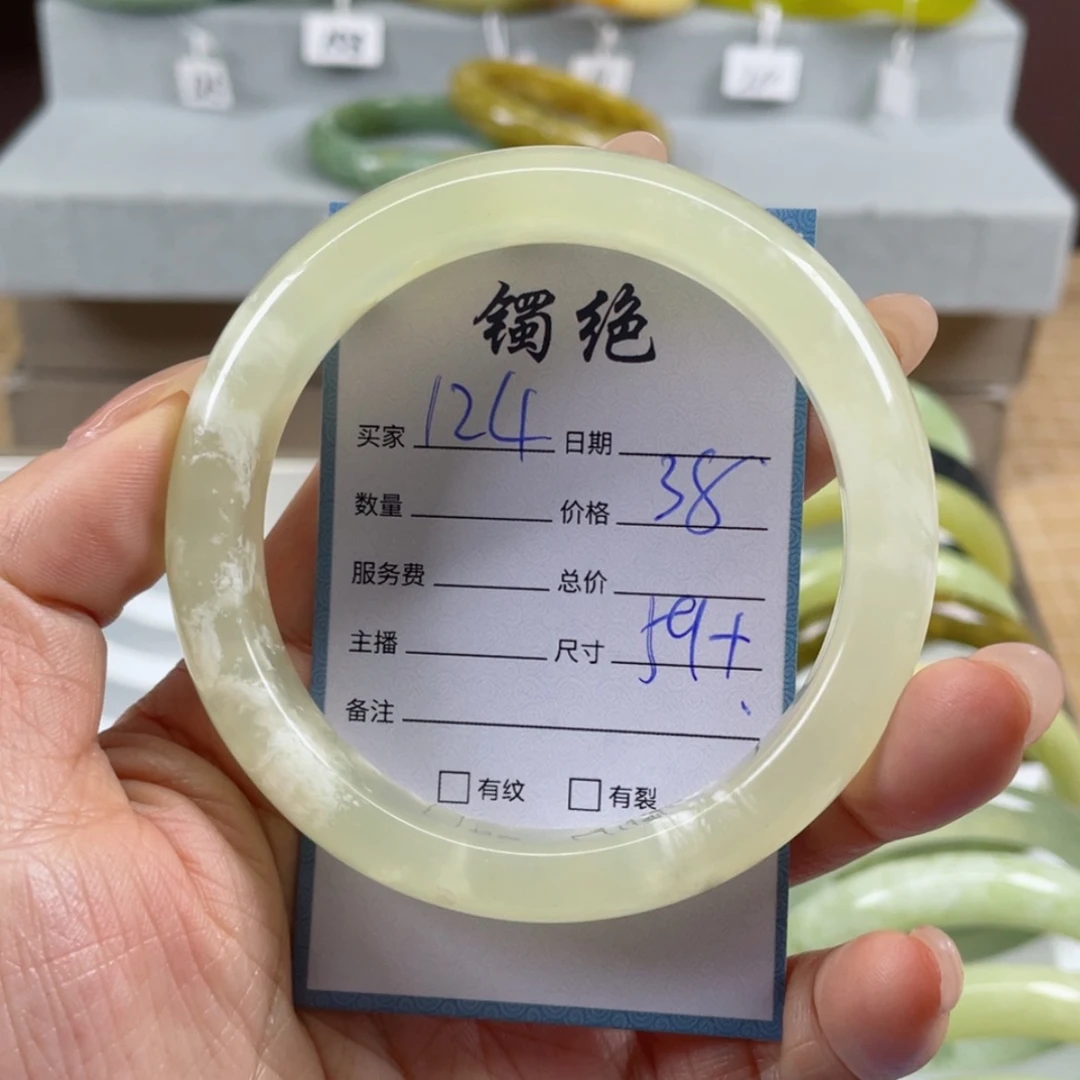 镯绝
买家 124 日期
数量 价格 38
服务费 总价
主播 尺寸 59+
备注
□有纹 □有裂